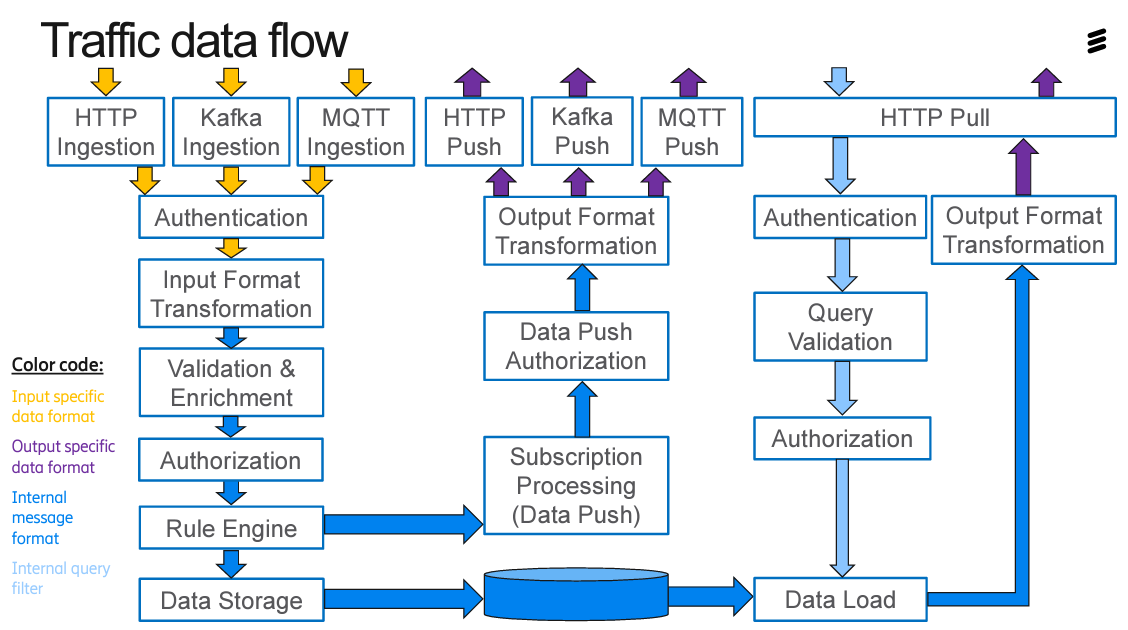 Traffic data flow
HTTP
Ingestion
Kafka
Ingestion
MQTT
Ingestion
HTTP
Push
Kafka
Push
MQTT
Push
HTTP Pull
Authentication
Input Format
Transformation
Validation &
Enrichment
Authorization
Rule Engine
Data Storage
Output Format
Transformation
Data Push
Authorization
Subscription
Processing
(Data Push)
Authentication
Query
Validation
Authorization
Data Load
Output Format
Transformation
Color code:
Input specific
data format
Output specific
data format
Internal
message
format
Internal query
filter